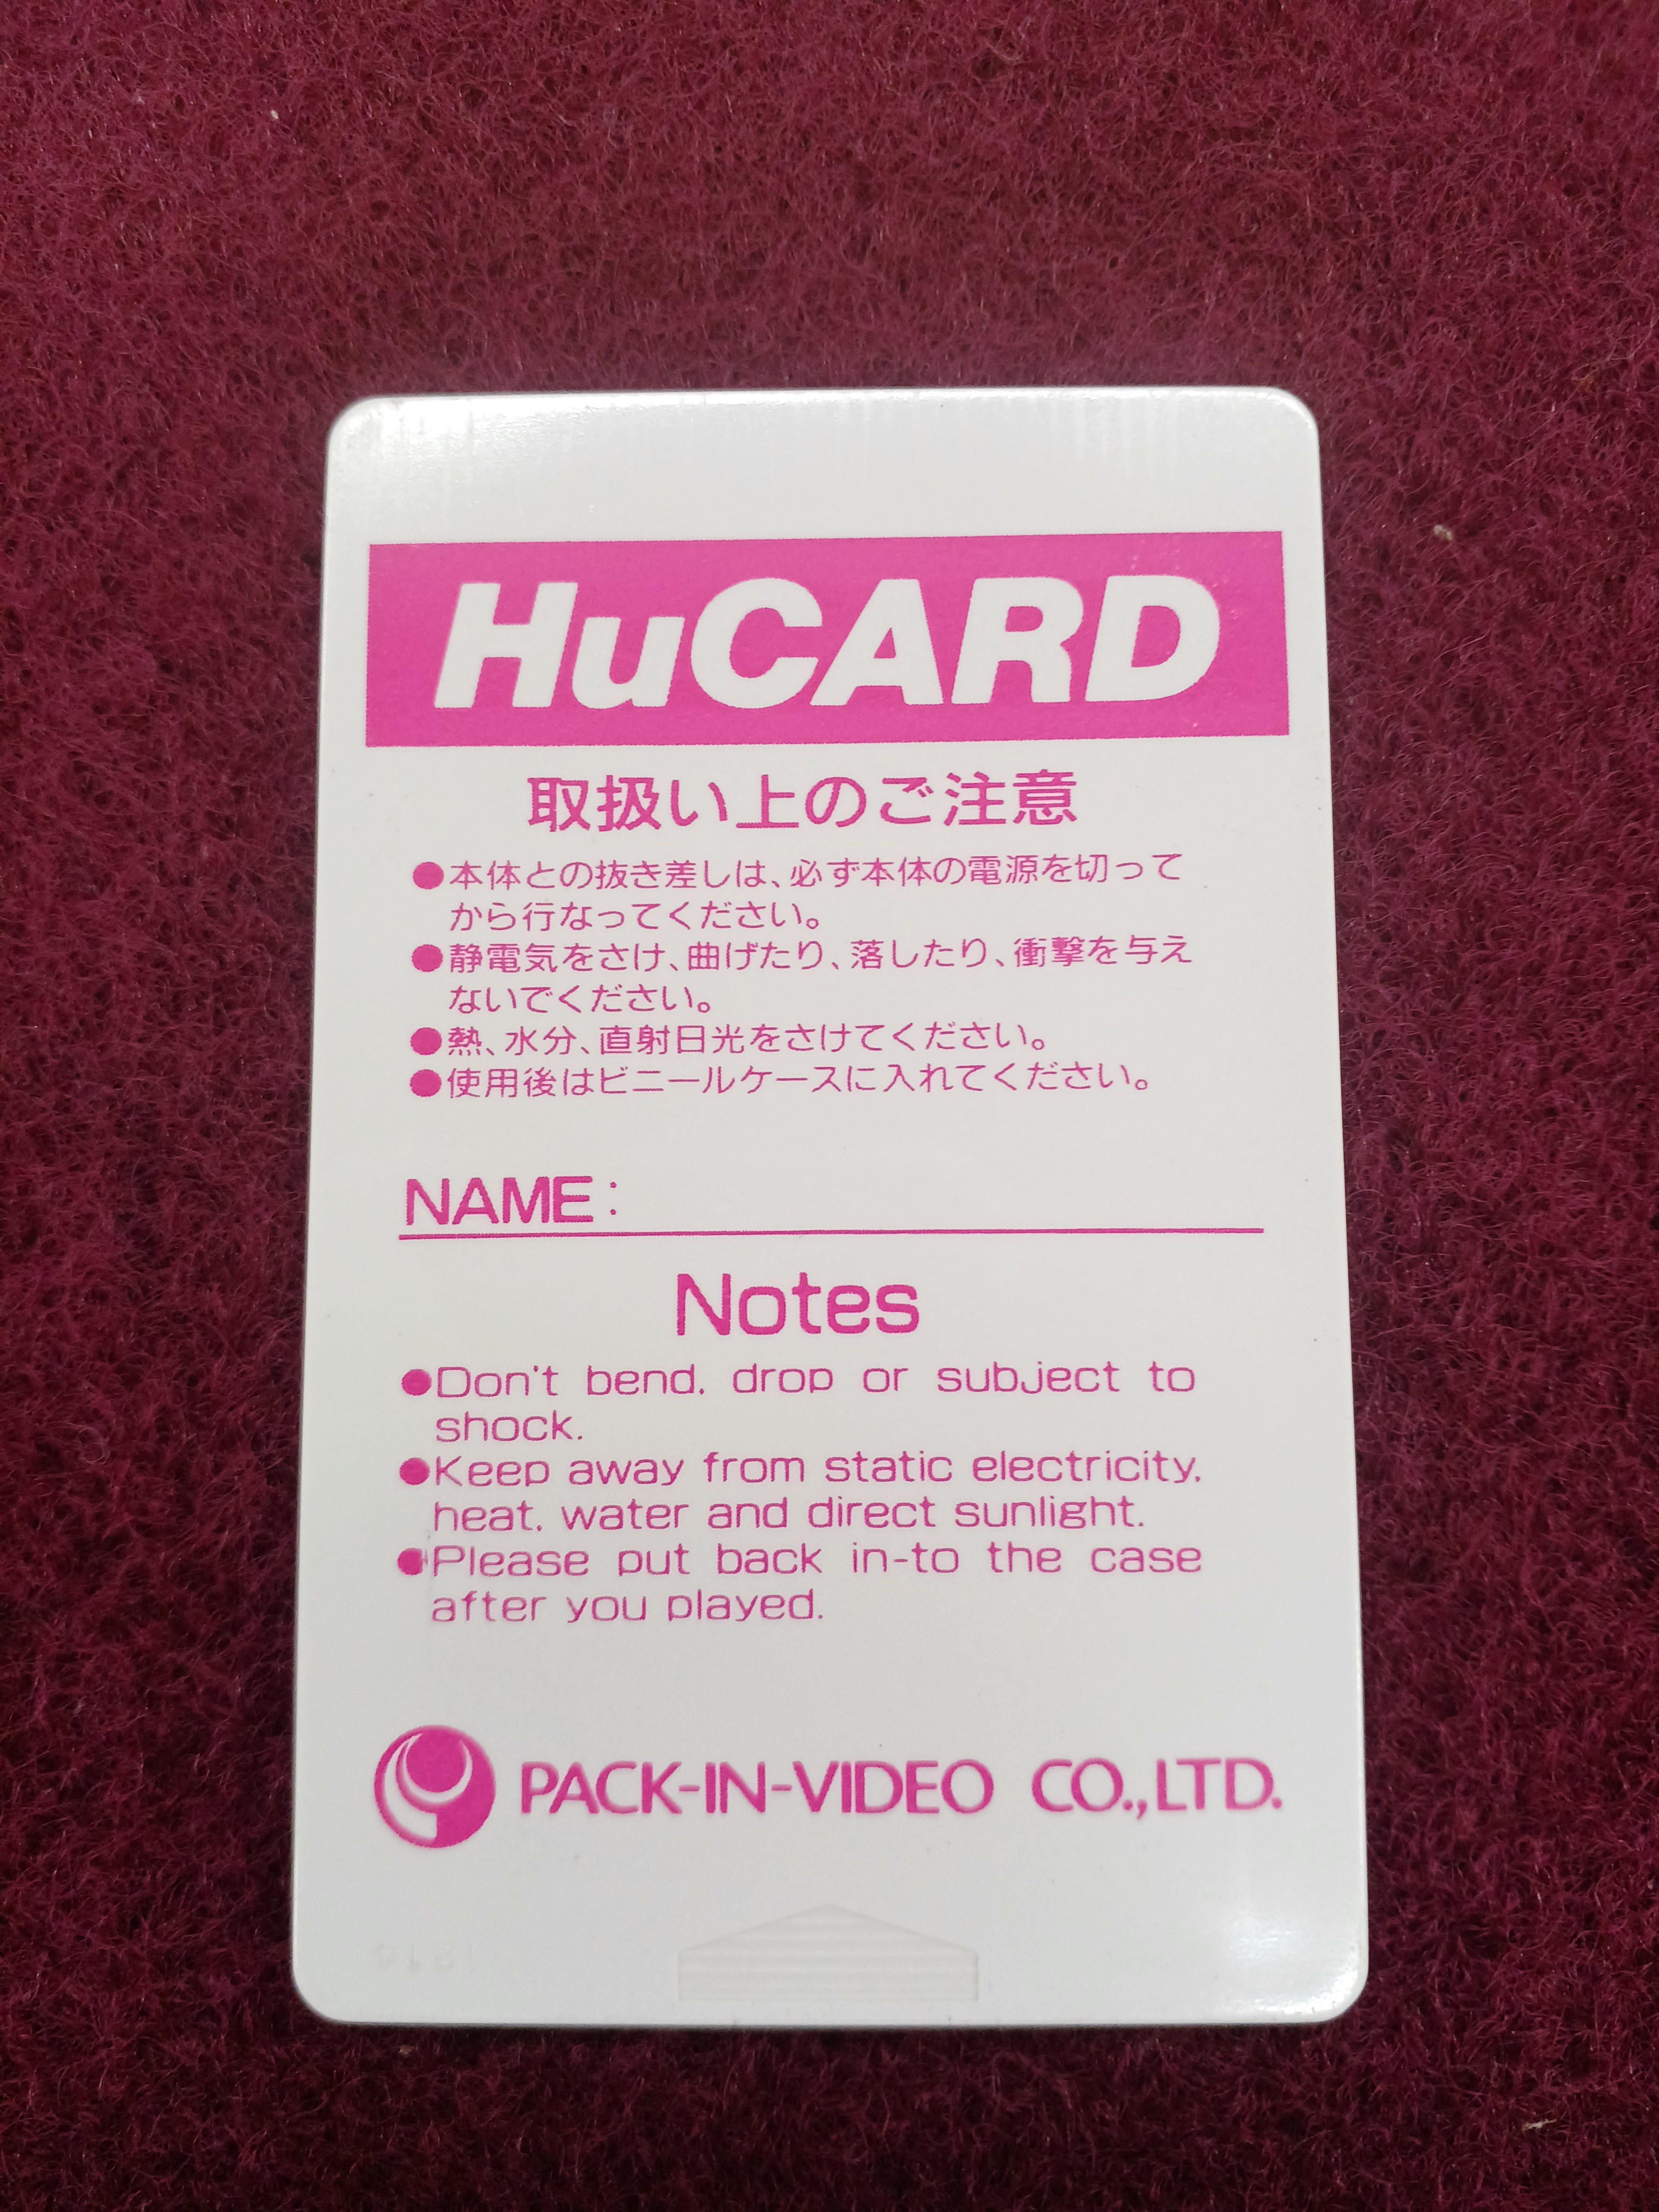 HuCARD
取扱い上のご注意
●本体との抜き差しは、必ず本体の電源を切って
から行なってください。
●静電気をさけ、曲げたり、落したり、衝撃を与え
ないでください。
●熱、水分、直射日光をさけてください。
●使用後はビニールケースに入れてください。
NAME:
Notes
●Don't bend, drop or subject to
shock.
●Keep away from static electricity,
heat, water and direct sunlight.
●Please put back in-to the case
after you played.
PACK-IN-VIDEO CO.,LTD.